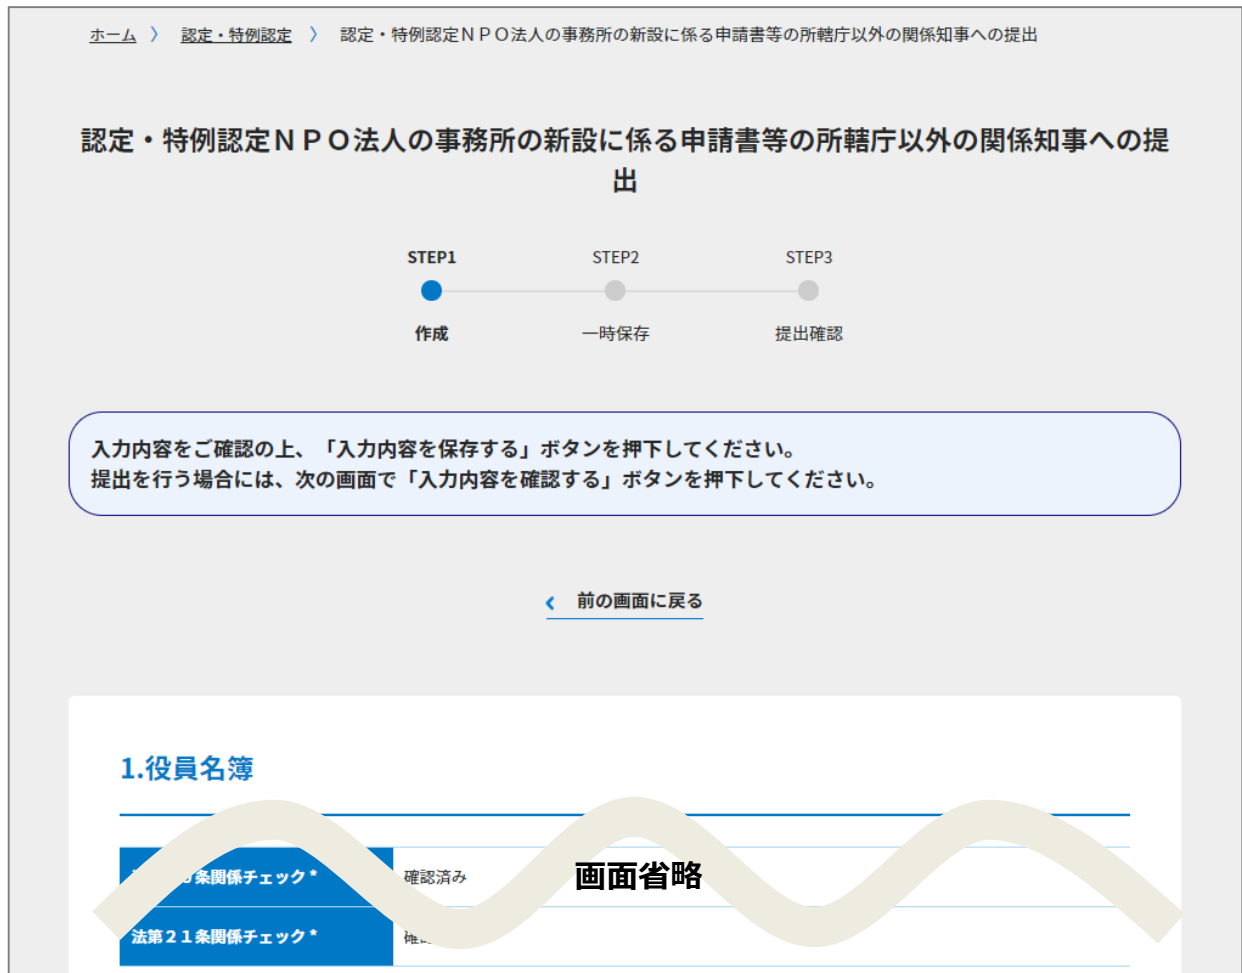 ホーム 〉 認定・特例認定 〉 認定・特例認定ＮＰＯ法人の事務所の新設に係る申請書等の所轄庁以外の関係知事への提出
認定・特例認定ＮＰＯ法人の事務所の新設に係る申請書等の所轄庁以外の関係知事への提
出
STEP1 STEP2 STEP3
作成 一時保存 提出確認
入力内容をご確認の上、「入力内容を保存する」ボタンを押下してください。
提出を行う場合には、次の画面で「入力内容を確認する」ボタンを押下してください。
前の画面に戻る
1.役員名簿
条関係チェック * 確認済み
画面省略
法第２１条関係チェック *